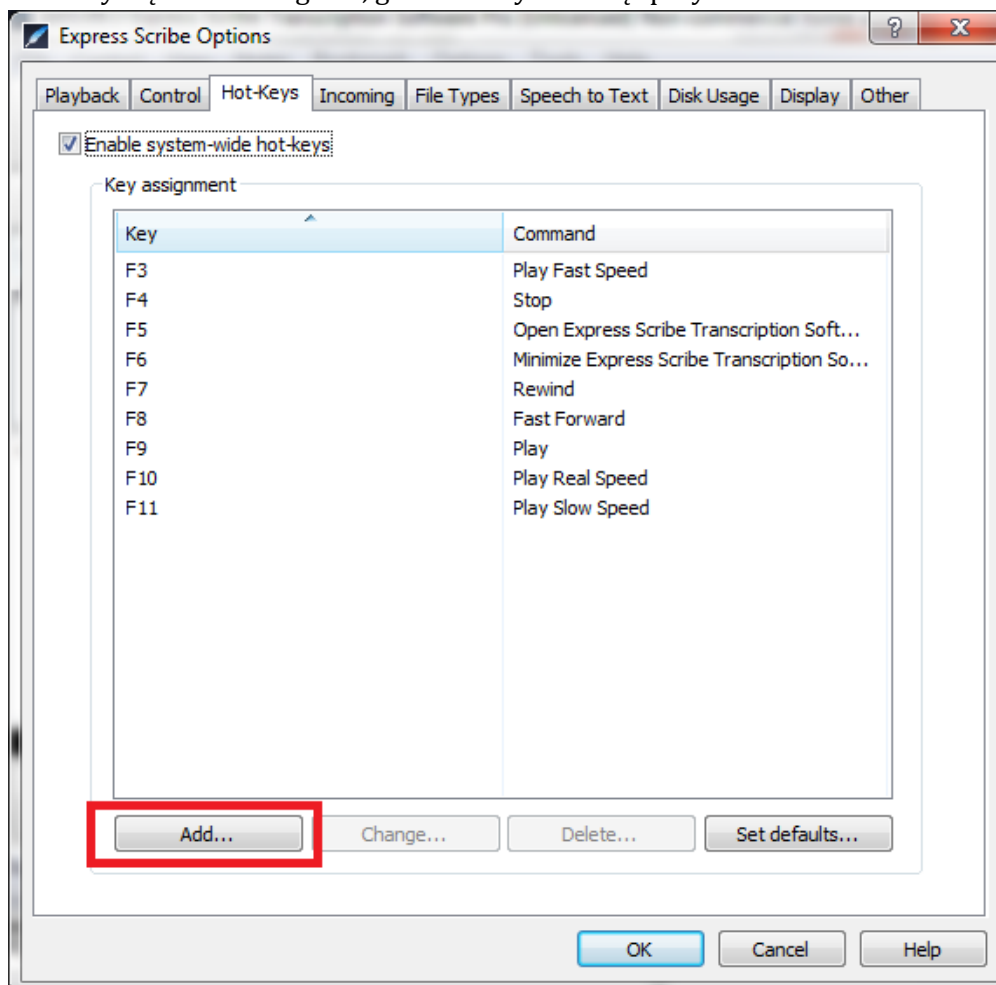 Express Scribe Options
Playback Control Hot-Keys Incoming File Types Speech to Text Disk Usage Display Other
Enable system-wide hot-keys
Key assignment
Key Command
F3 Play Fast Speed
F4 Stop
F5 Open Express Scribe Transcription Soft...
F6 Minimize Express Scribe Transcription So...
F7 Rewind
F8 Fast Forward
F9 Play
F10 Play Real Speed
F11 Play Slow Speed
Add... Change... Delete... Set defaults...
OK Cancel Help